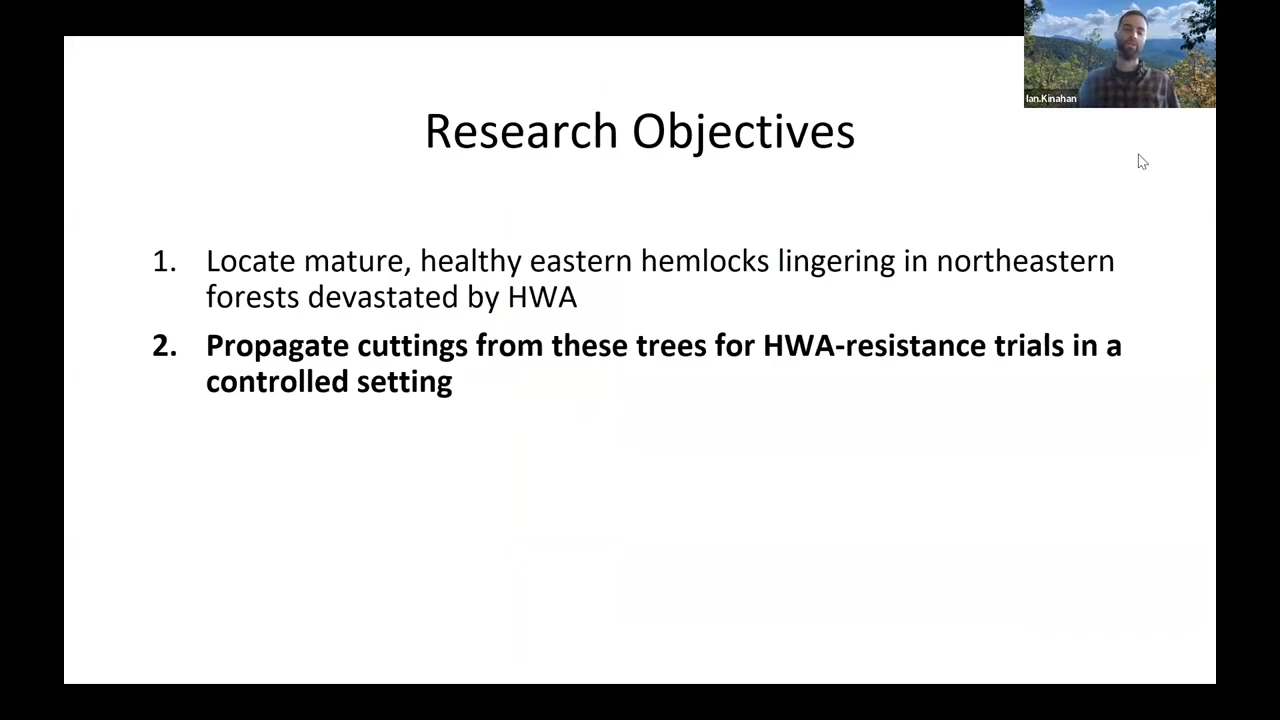 Ian.Kinahan
Research Objectives
1. Locate mature, healthy eastern hemlocks lingering in northeastern
forests devastated by HWA
2. Propagate cuttings from these trees for HWA-resistance trials in a
controlled setting